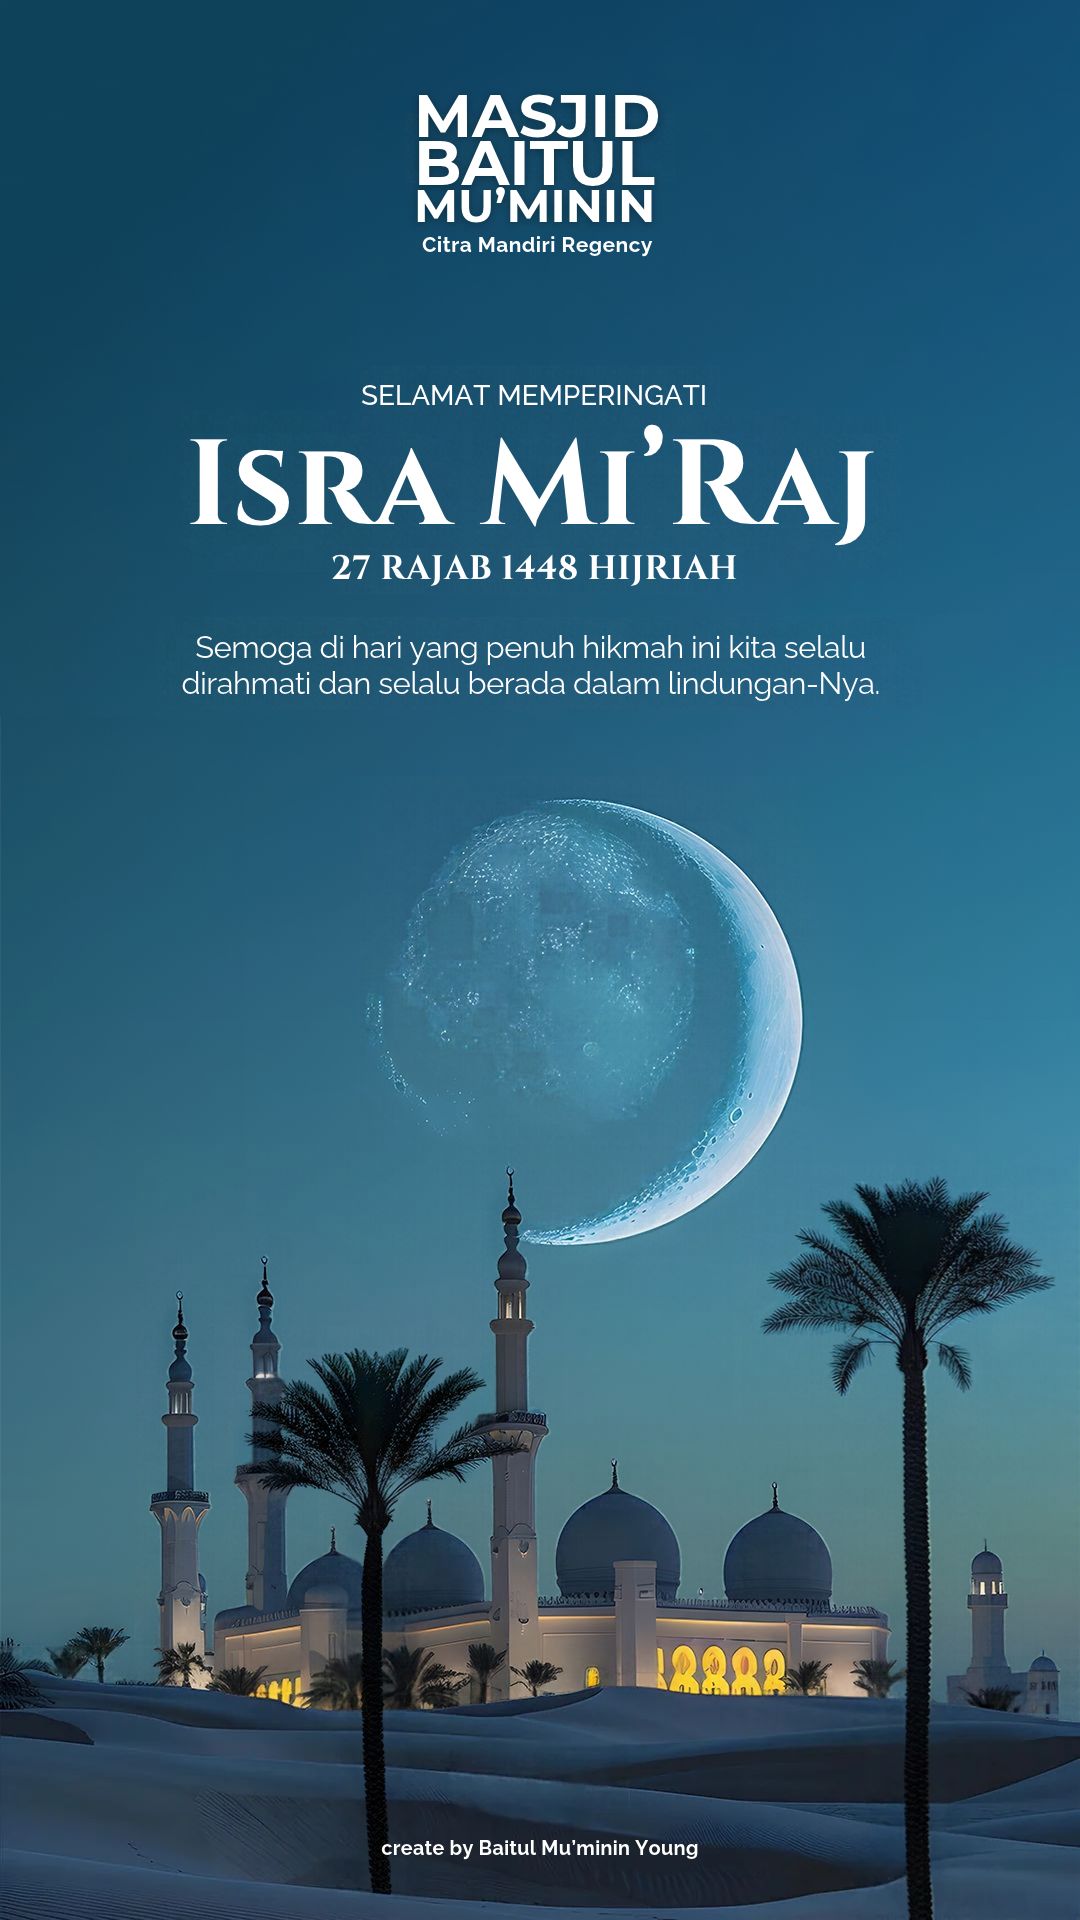 MASJID
BAITUL
MU’MININ
Citra Mandiri Regency
SELAMAT MEMPERINGATI
ISRA MI’RAJ
27 RAJAB 1448 HIJRIAH
Semoga di hari yang penuh hikmah ini kita selalu
dirahmati dan selalu berada dalam lindungan-Nya.
create by Baitul Mu’minin Young